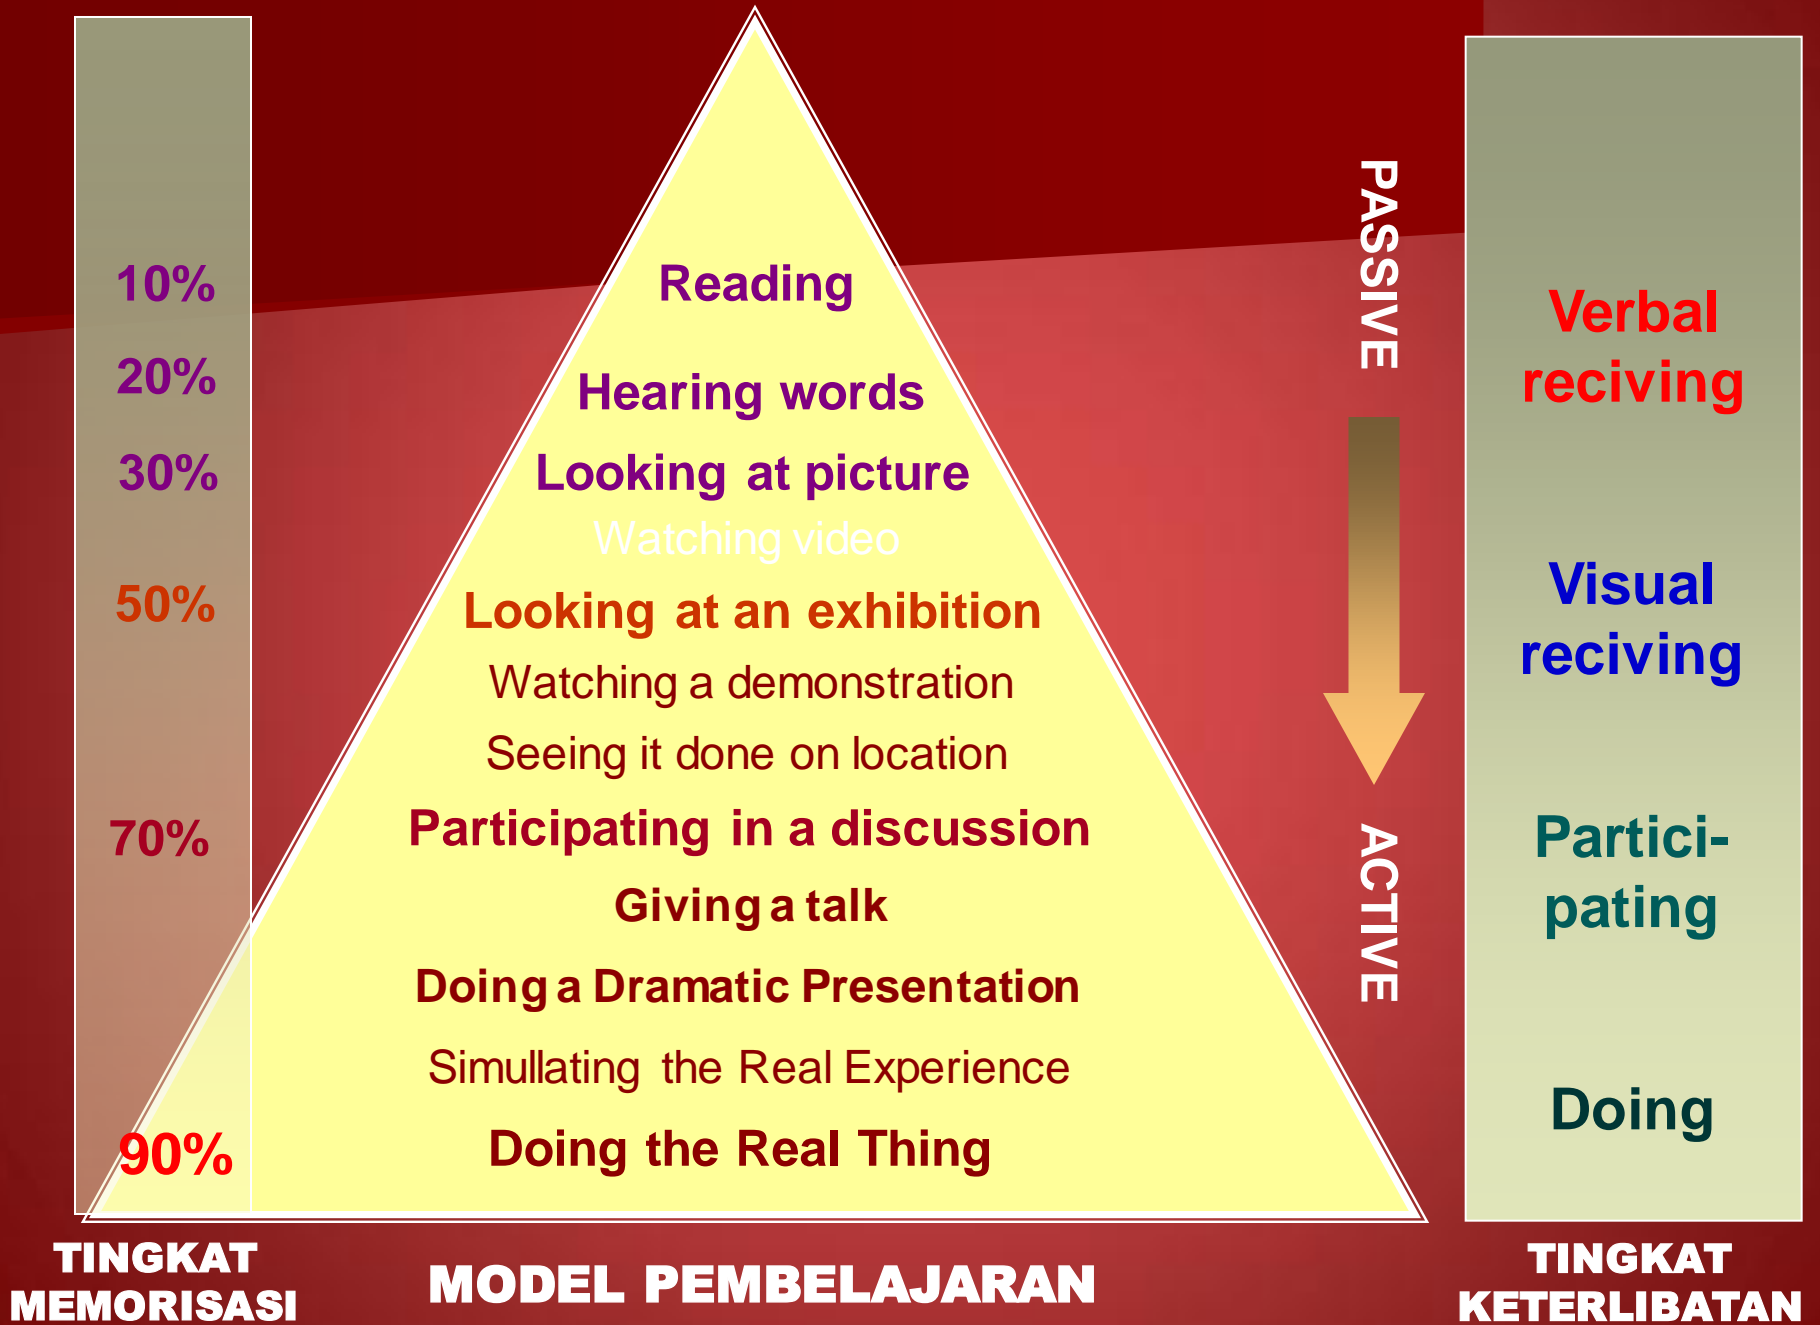 10%
20%
30%
50%
70%
90%
TINGKAT
MEMORISASI
Reading
Hearing words
Looking at picture
Watching video
Looking at an exhibition
Watching a demonstration
Seeing it done on location
Participating in a discussion
Giving a talk
Doing a Dramatic Presentation
Simullating the Real Experience
Doing the Real Thing
MODEL PEMBELAJARAN
PASSIVE
ACTIVE
Verbal
reciving
Visual
reciving
Partici-
pating
Doing
TINGKAT
KETERLIBATAN